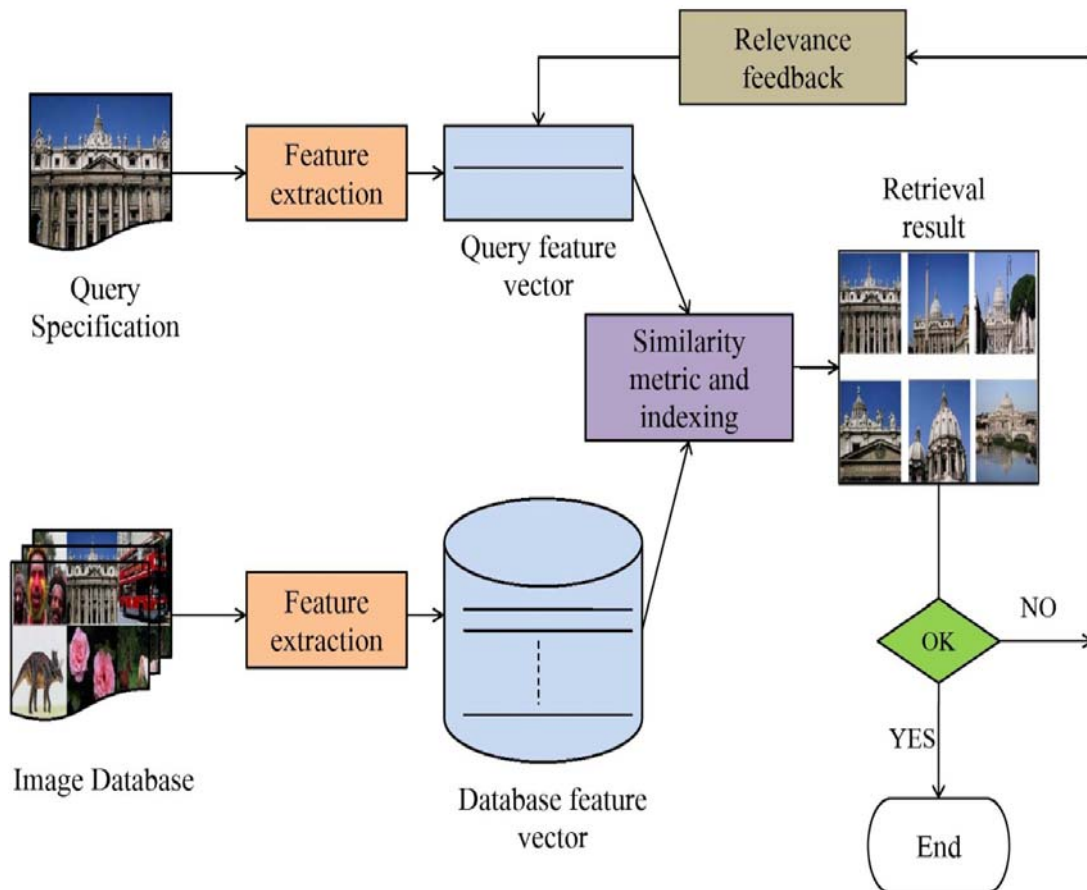 Relevance
feedback
Feature
extraction
Query feature
vector
Query
Specification
Retrieval
result
Similarity
metric and
indexing
Feature
extraction
OK
NO
YES
Image Database
Database feature
vector
End